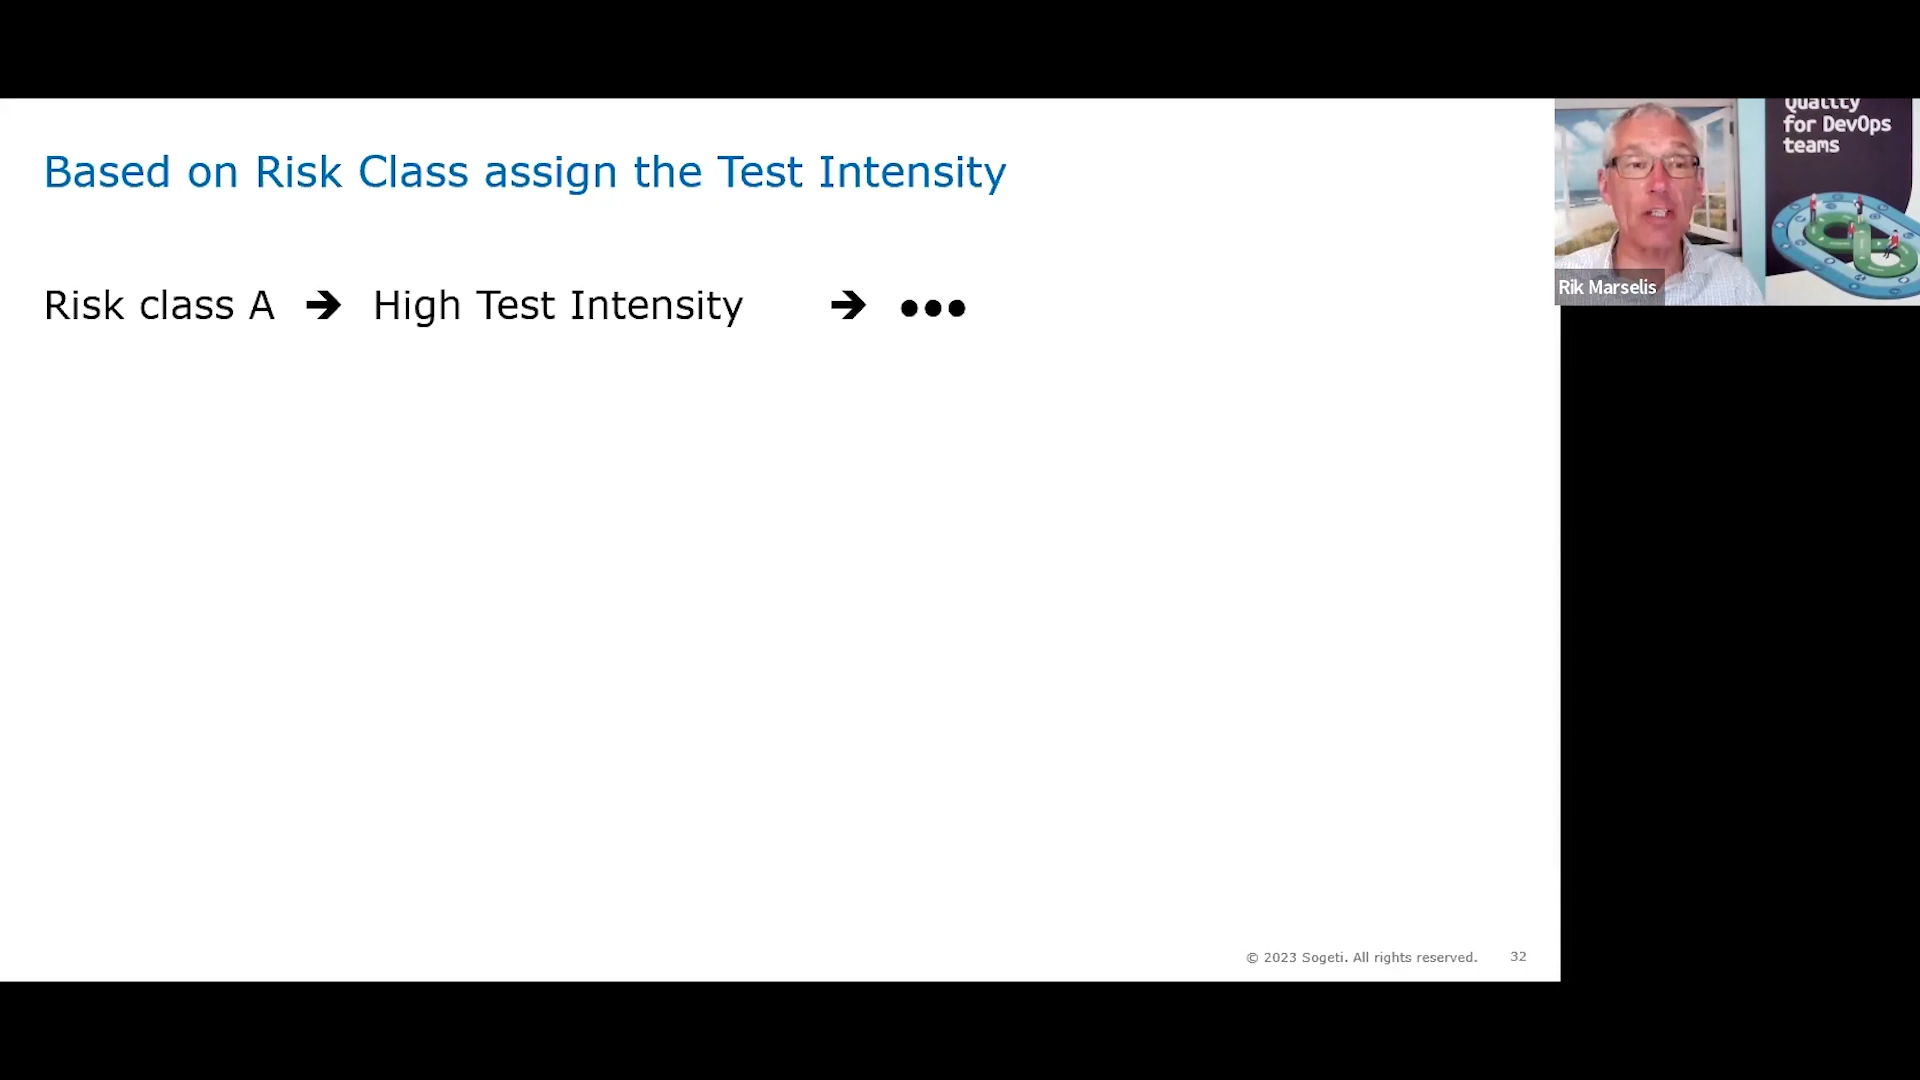 Based on Risk Class assign the Test Intensity
Quality
for DevOps
teams
Rik Marselis
Risk class A ➔ High Test Intensity ➔ •••
© 2023 Sogeti. All rights reserved. 32